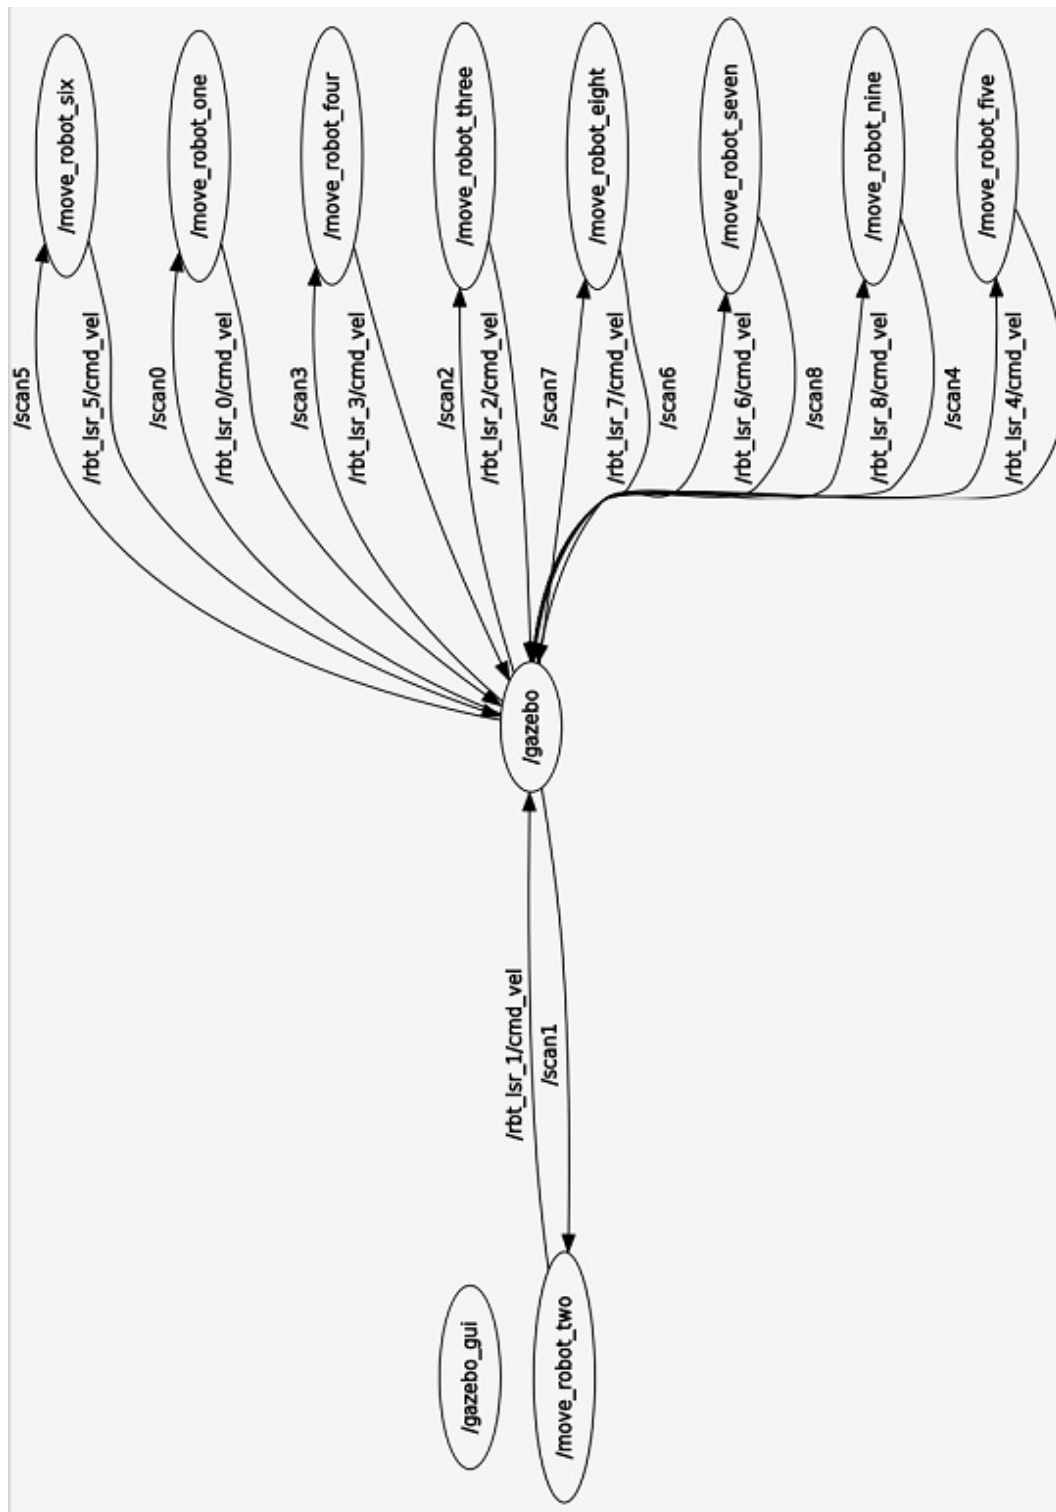 /move_robot_six
/scan5
/rbt_lsr_5/cmd_vel
/move_robot_one
/scan0
/rbt_lsr_0/cmd_vel
/move_robot_four
/scan3
/rbt_lsr_3/cmd_vel
/move_robot_three
/scan2
/rbt_lsr_2/cmd_vel
/move_robot_eight
/scan7
/rbt_lsr_7/cmd_vel
/move_robot_seven
/scan6
/rbt_lsr_6/cmd_vel
/move_robot_nine
/scan8
/rbt_lsr_8/cmd_vel
/move_robot_five
/scan4
/rbt_lsr_4/cmd_vel
/gazebo
/rbt_lsr_1/cmd_vel
/scan1
/gazebo_gui
/move_robot_two